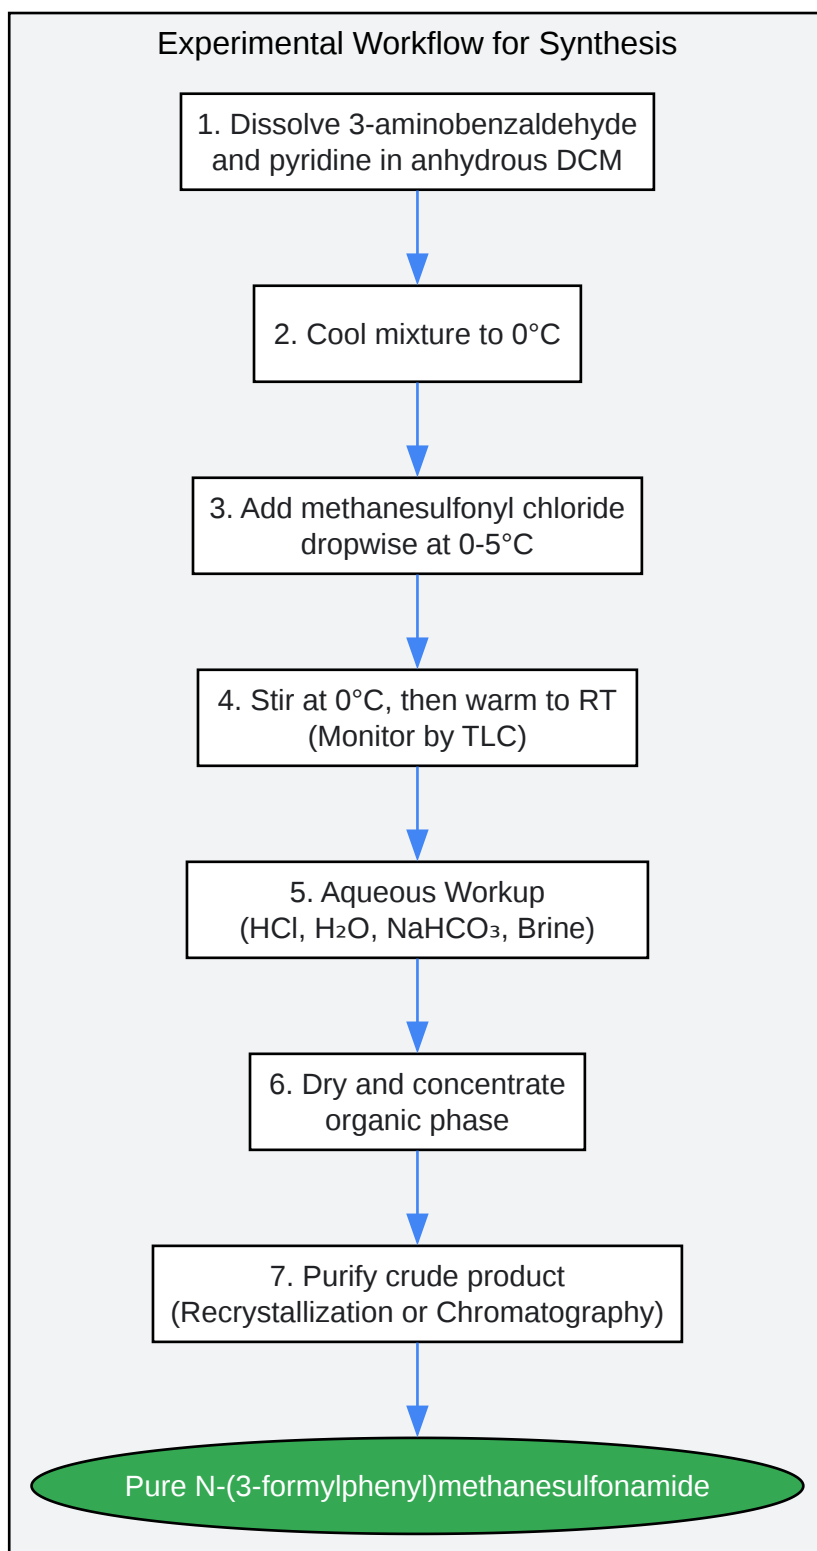 Experimental Workflow for Synthesis
1. Dissolve 3-aminobenzaldehyde
and pyridine in anhydrous DCM
2. Cool mixture to 0°C
3. Add methanesulfonyl chloride
dropwise at 0-5°C
4. Stir at 0°C, then warm to RT
(Monitor by TLC)
5. Aqueous Workup
(HCl, H₂O, NaHCO₃, Brine)
6. Dry and concentrate
organic phase
7. Purify crude product
(Recrystallization or Chromatography)
Pure N-(3-formylphenyl)methanesulfonamide